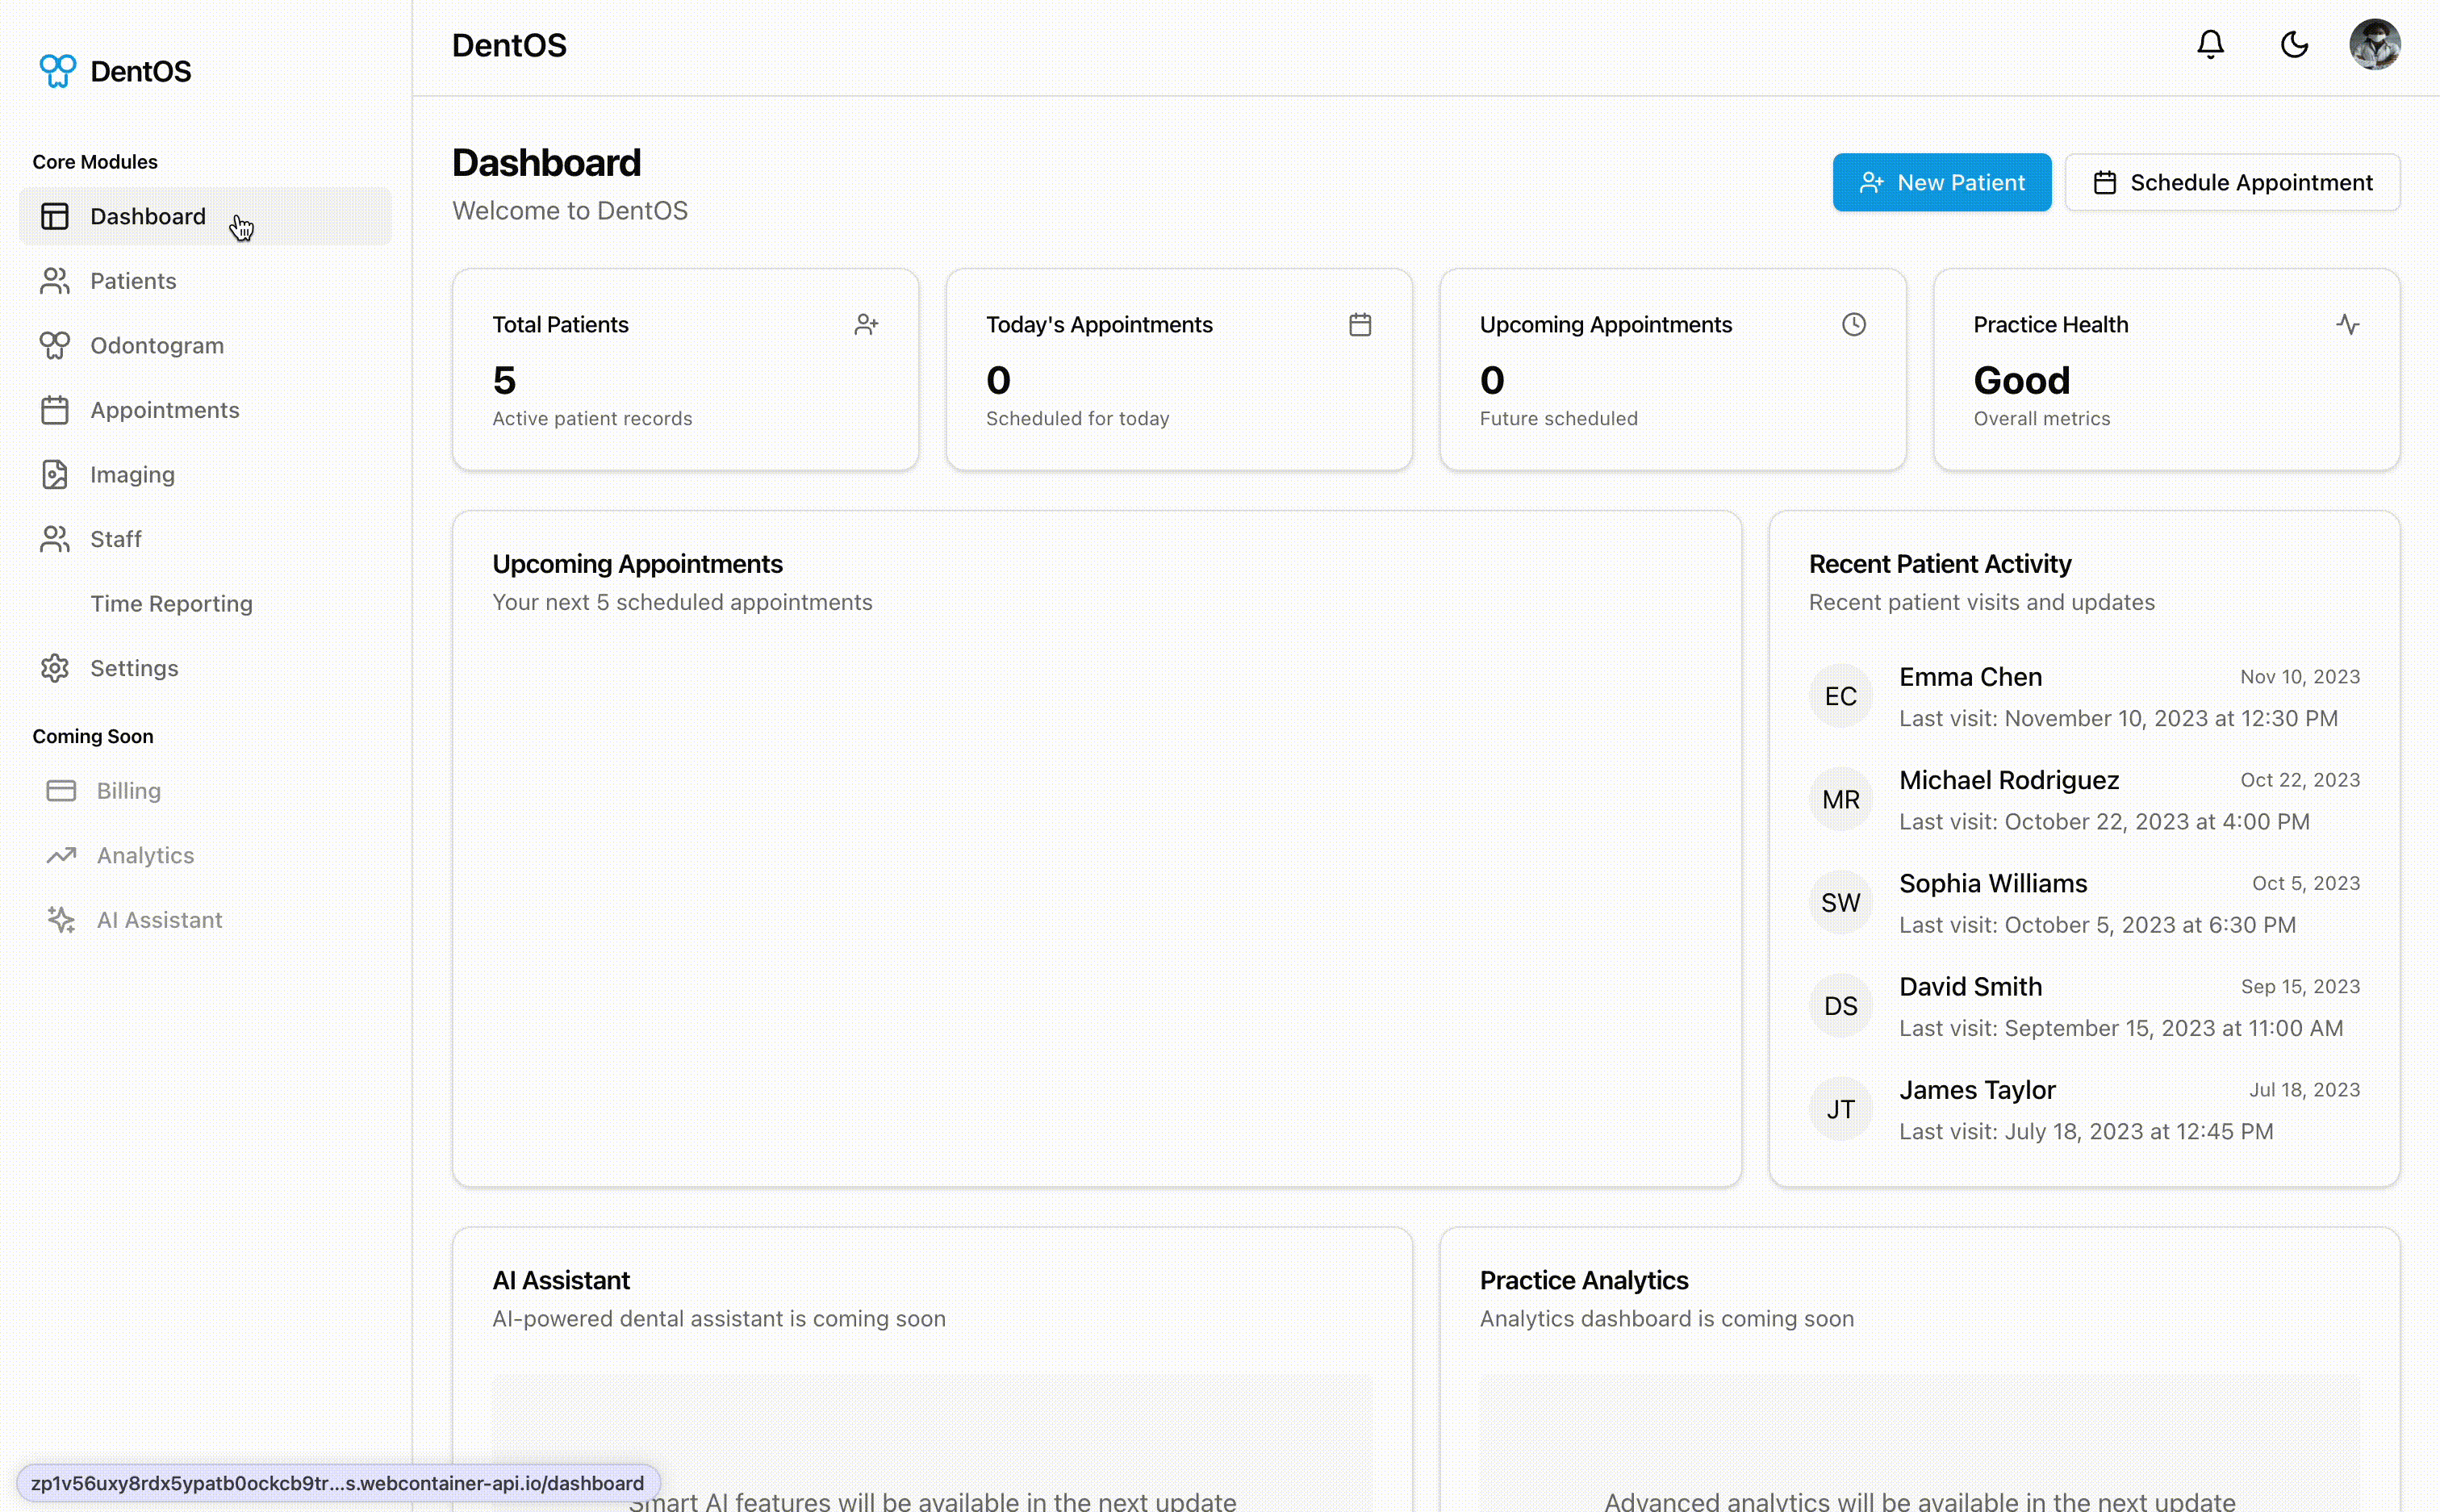 DentOS
Core Modules
Dashboard
Patients
Odontogram
Appointments
Imaging
Staff
Time Reporting
Settings
Coming Soon
Billing
Analytics
AI Assistant
zp1v56uxy8rdx5ypatb0ockcb9tr...s.webcontainer-api.io/dashboard
DentOS
Dashboard
Welcome to DentOS
New Patient
Schedule Appointment
Total Patients
5
Active patient records
Today's Appointments
0
Scheduled for today
Upcoming Appointments
0
Future scheduled
Practice Health
Good
Overall metrics
Upcoming Appointments
Your next 5 scheduled appointments
Recent Patient Activity
Recent patient visits and updates
EC
Emma Chen
Nov 10, 2023
Last visit: November 10, 2023 at 12:30 PM
MR
Michael Rodriguez
Oct 22, 2023
Last visit: October 22, 2023 at 4:00 PM
SW
Sophia Williams
Oct 5, 2023
Last visit: October 5, 2023 at 6:30 PM
DS
David Smith
Sep 15, 2023
Last visit: September 15, 2023 at 11:00 AM
JT
James Taylor
Jul 18, 2023
Last visit: July 18, 2023 at 12:45 PM
AI Assistant
AI-powered dental assistant is coming soon
Smart AI features will be available in the next update
Practice Analytics
Analytics dashboard is coming soon
Advanced analytics will be available in the next update